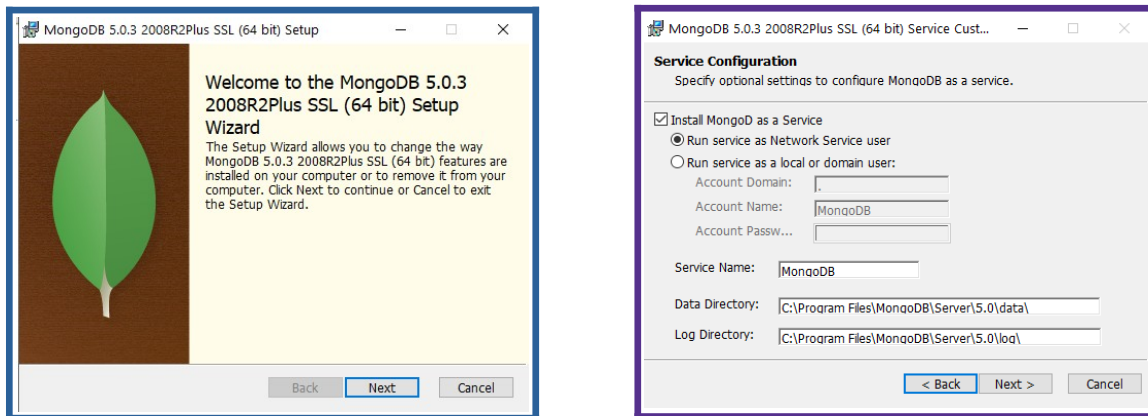 MongoDB 5.0.3 2008R2Plus SSL (64 bit) Setup
Welcome to the MongoDB 5.0.3
2008R2Plus SSL (64 bit) Setup
Wizard
The Setup Wizard allows you to change the way
MongoDB 5.0.3 2008R2Plus SSL (64 bit) features are
installed on your computer or to remove it from your
computer. Click Next to continue or Cancel to exit
the Setup Wizard.
Back Next Cancel
MongoDB 5.0.3 2008R2Plus SSL (64 bit) Service Cust...
Service Configuration
Specify optional settings to configure MongoDB as a service.
Install MongoD as a Service
Run service as Network Service user
Run service as a local or domain user:
Account Domain: .
Account Name: MongoDB
Account Passw...
Service Name: MongoDB
Data Directory: C:\Program Files\MongoDB\Server\5.0\data\
Log Directory: C:\Program Files\MongoDB\Server\5.0\log\
< Back Next > Cancel